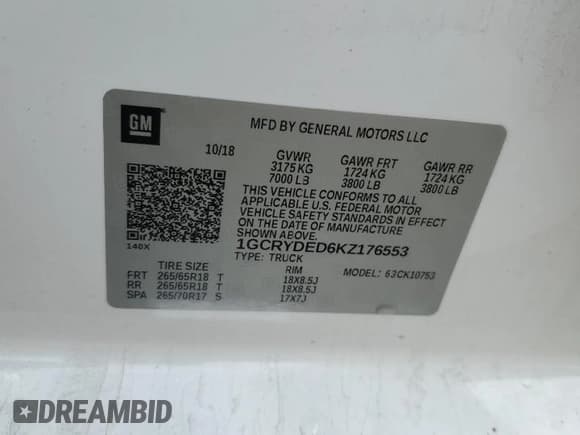 GM
MFD BY GENERAL MOTORS LLC
10/18 GVWR GAWR FRT GAWR RR
3175 KG 1724 KG 1724 KG
7000 LB 3800 LB 3800 LB
THIS VEHICLE CONFORMS TO ALL
APPLICABLE U.S. FEDERAL MOTOR
VEHICLE SAFETY STANDARDS IN EFFECT
ON THE DATE OF MANUFACTURE
SHOWN ABOVE.
140X
1GCRYDED6KZ176553
TYPE: TRUCK
TIRE SIZE RIM MODEL: 63CK10753
FRT 265/65R18 T 18X8.5J
RR 265/65R18 T 18X8.5J
SPA 265/70R17 S 17X7J
DREAMBID